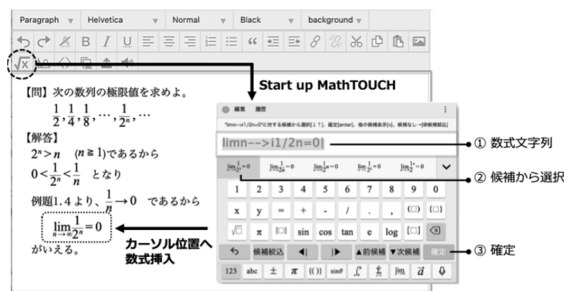 Paragraph Helvetica Normal Black background
B I U
√x
Start up MathTOUCH
【問】次の数列の極限値を求めよ。
1/2, 1/4, 1/8, …, 1/2ⁿ, …
【解答】
2ⁿ>n (n≧1)であるから
0<1/2ⁿ<1/n となり
例題1.4より、1/n→0 であるから
lim n→∞ 1/2ⁿ=0
がいえる。
カーソル位置へ
数式挿入
編集 履歴
limn-->i1/2n=0
1 2 3 4 5 6 7 8 9 0
x y = + - / . , (□) {□}
√□ π |□| sin cos tan e log [□]
候補絞込 ◀| |▶ ▲前候補 ▼次候補 確定
123 abc ± π (()) sinθ ∫ Σ lim a⃗
① 数式文字列
② 候補から選択
③ 確定